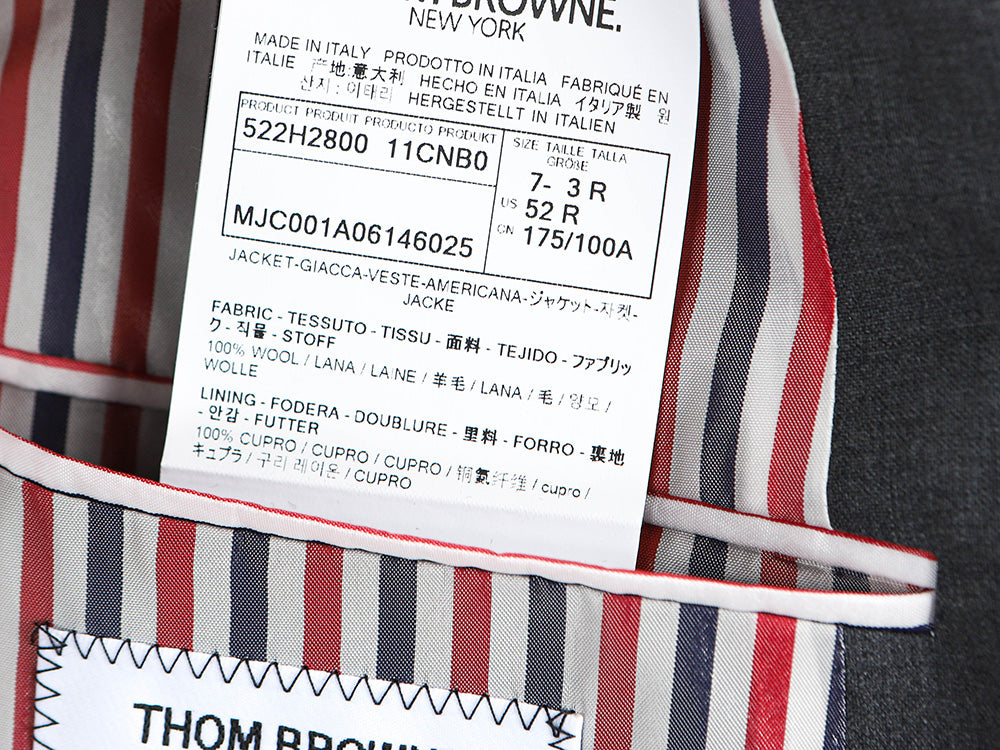 BROWNE.
NEW YORK
MADE IN ITALY PRODOTTO IN ITALIA FABRIQUÉ EN
ITALIE 产地:意大利 HECHO EN ITALIA イタリア製 원
산지 : 이태리 HERGESTELLT IN ITALIEN
PRODUCT PRODUIT PRODUCTO PRODUKT
522H2800 11CNB0
MJC001A06146025
SIZE TAILLE TALLA
GRÖßE
7- 3 R
US 52 R
CN 175/100A
JACKET-GIACCA-VESTE-AMERICANA-ジャケット-자켓-
JACKE
FABRIC - TESSUTO - TISSU - 面料 - TEJIDO - ファブリッ
ク - 직물 - STOFF
100% WOOL / LANA / LAINE / 羊毛 / LANA / 毛 / 양모 /
WOLLE
LINING - FODERA - DOUBLURE - 里料 - FORRO - 裏地
- 안감 - FUTTER
100% CUPRO / CUPRO / CUPRO / 铜氨纤维 / cupro /
キュプラ / 구리 레이온 / CUPRO
THOM BROWN